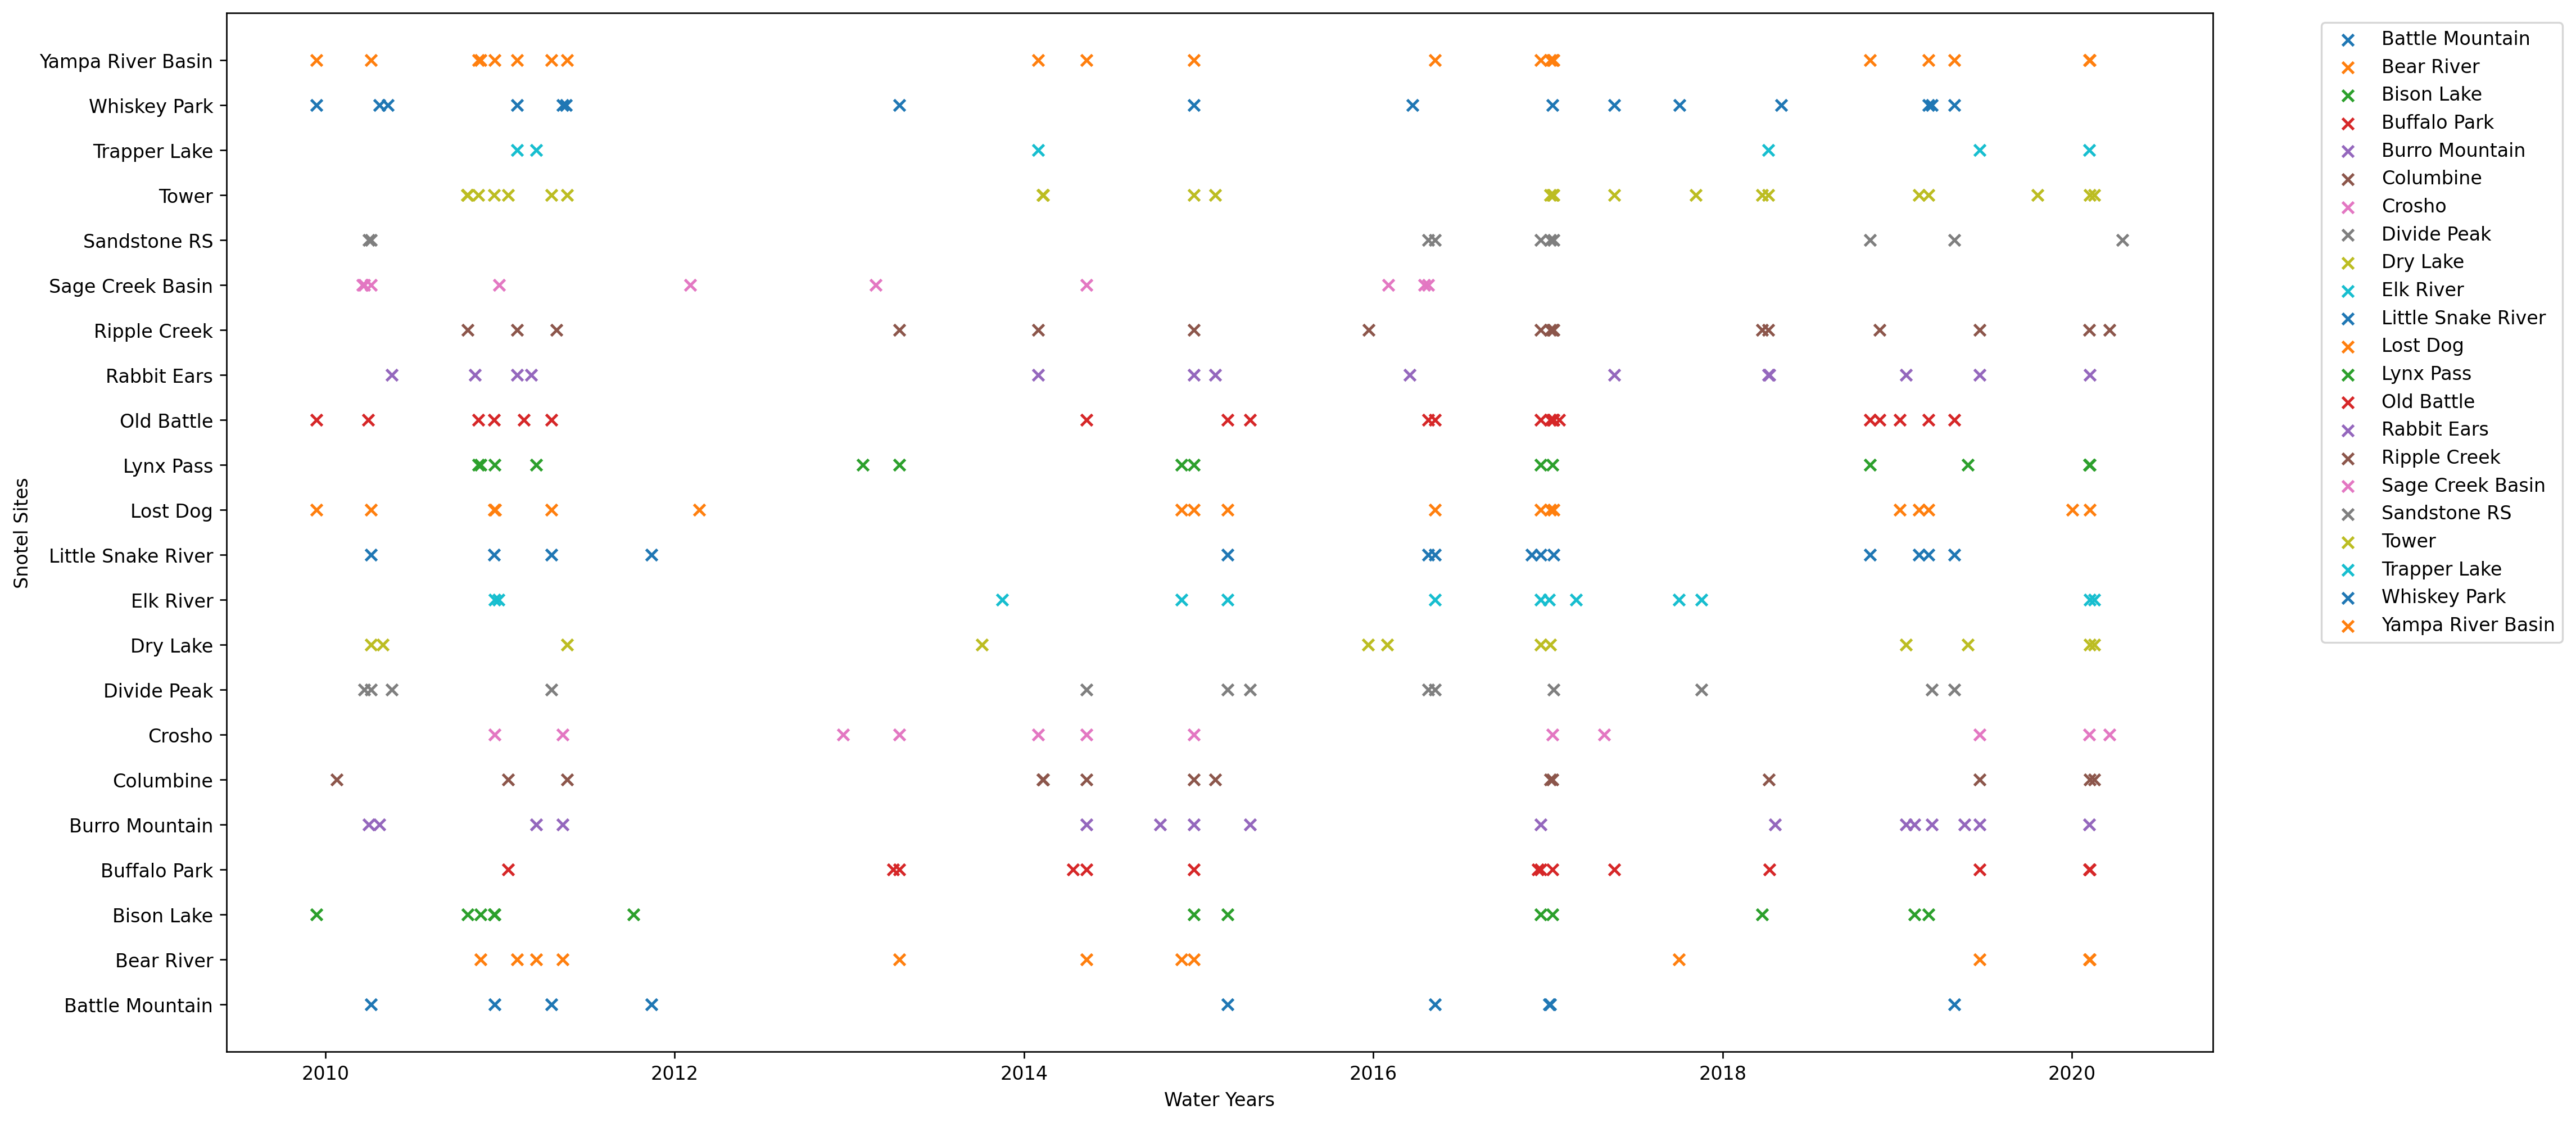 Snotel Sites
Yampa River Basin
Whiskey Park
Trapper Lake
Tower
Sandstone RS
Sage Creek Basin
Ripple Creek
Rabbit Ears
Old Battle
Lynx Pass
Lost Dog
Little Snake River
Elk River
Dry Lake
Divide Peak
Crosho
Columbine
Burro Mountain
Buffalo Park
Bison Lake
Bear River
Battle Mountain
2010 2012 2014 2016 2018 2020
Water Years
Battle Mountain
Bear River
Bison Lake
Buffalo Park
Burro Mountain
Columbine
Crosho
Divide Peak
Dry Lake
Elk River
Little Snake River
Lost Dog
Lynx Pass
Old Battle
Rabbit Ears
Ripple Creek
Sage Creek Basin
Sandstone RS
Tower
Trapper Lake
Whiskey Park
Yampa River Basin